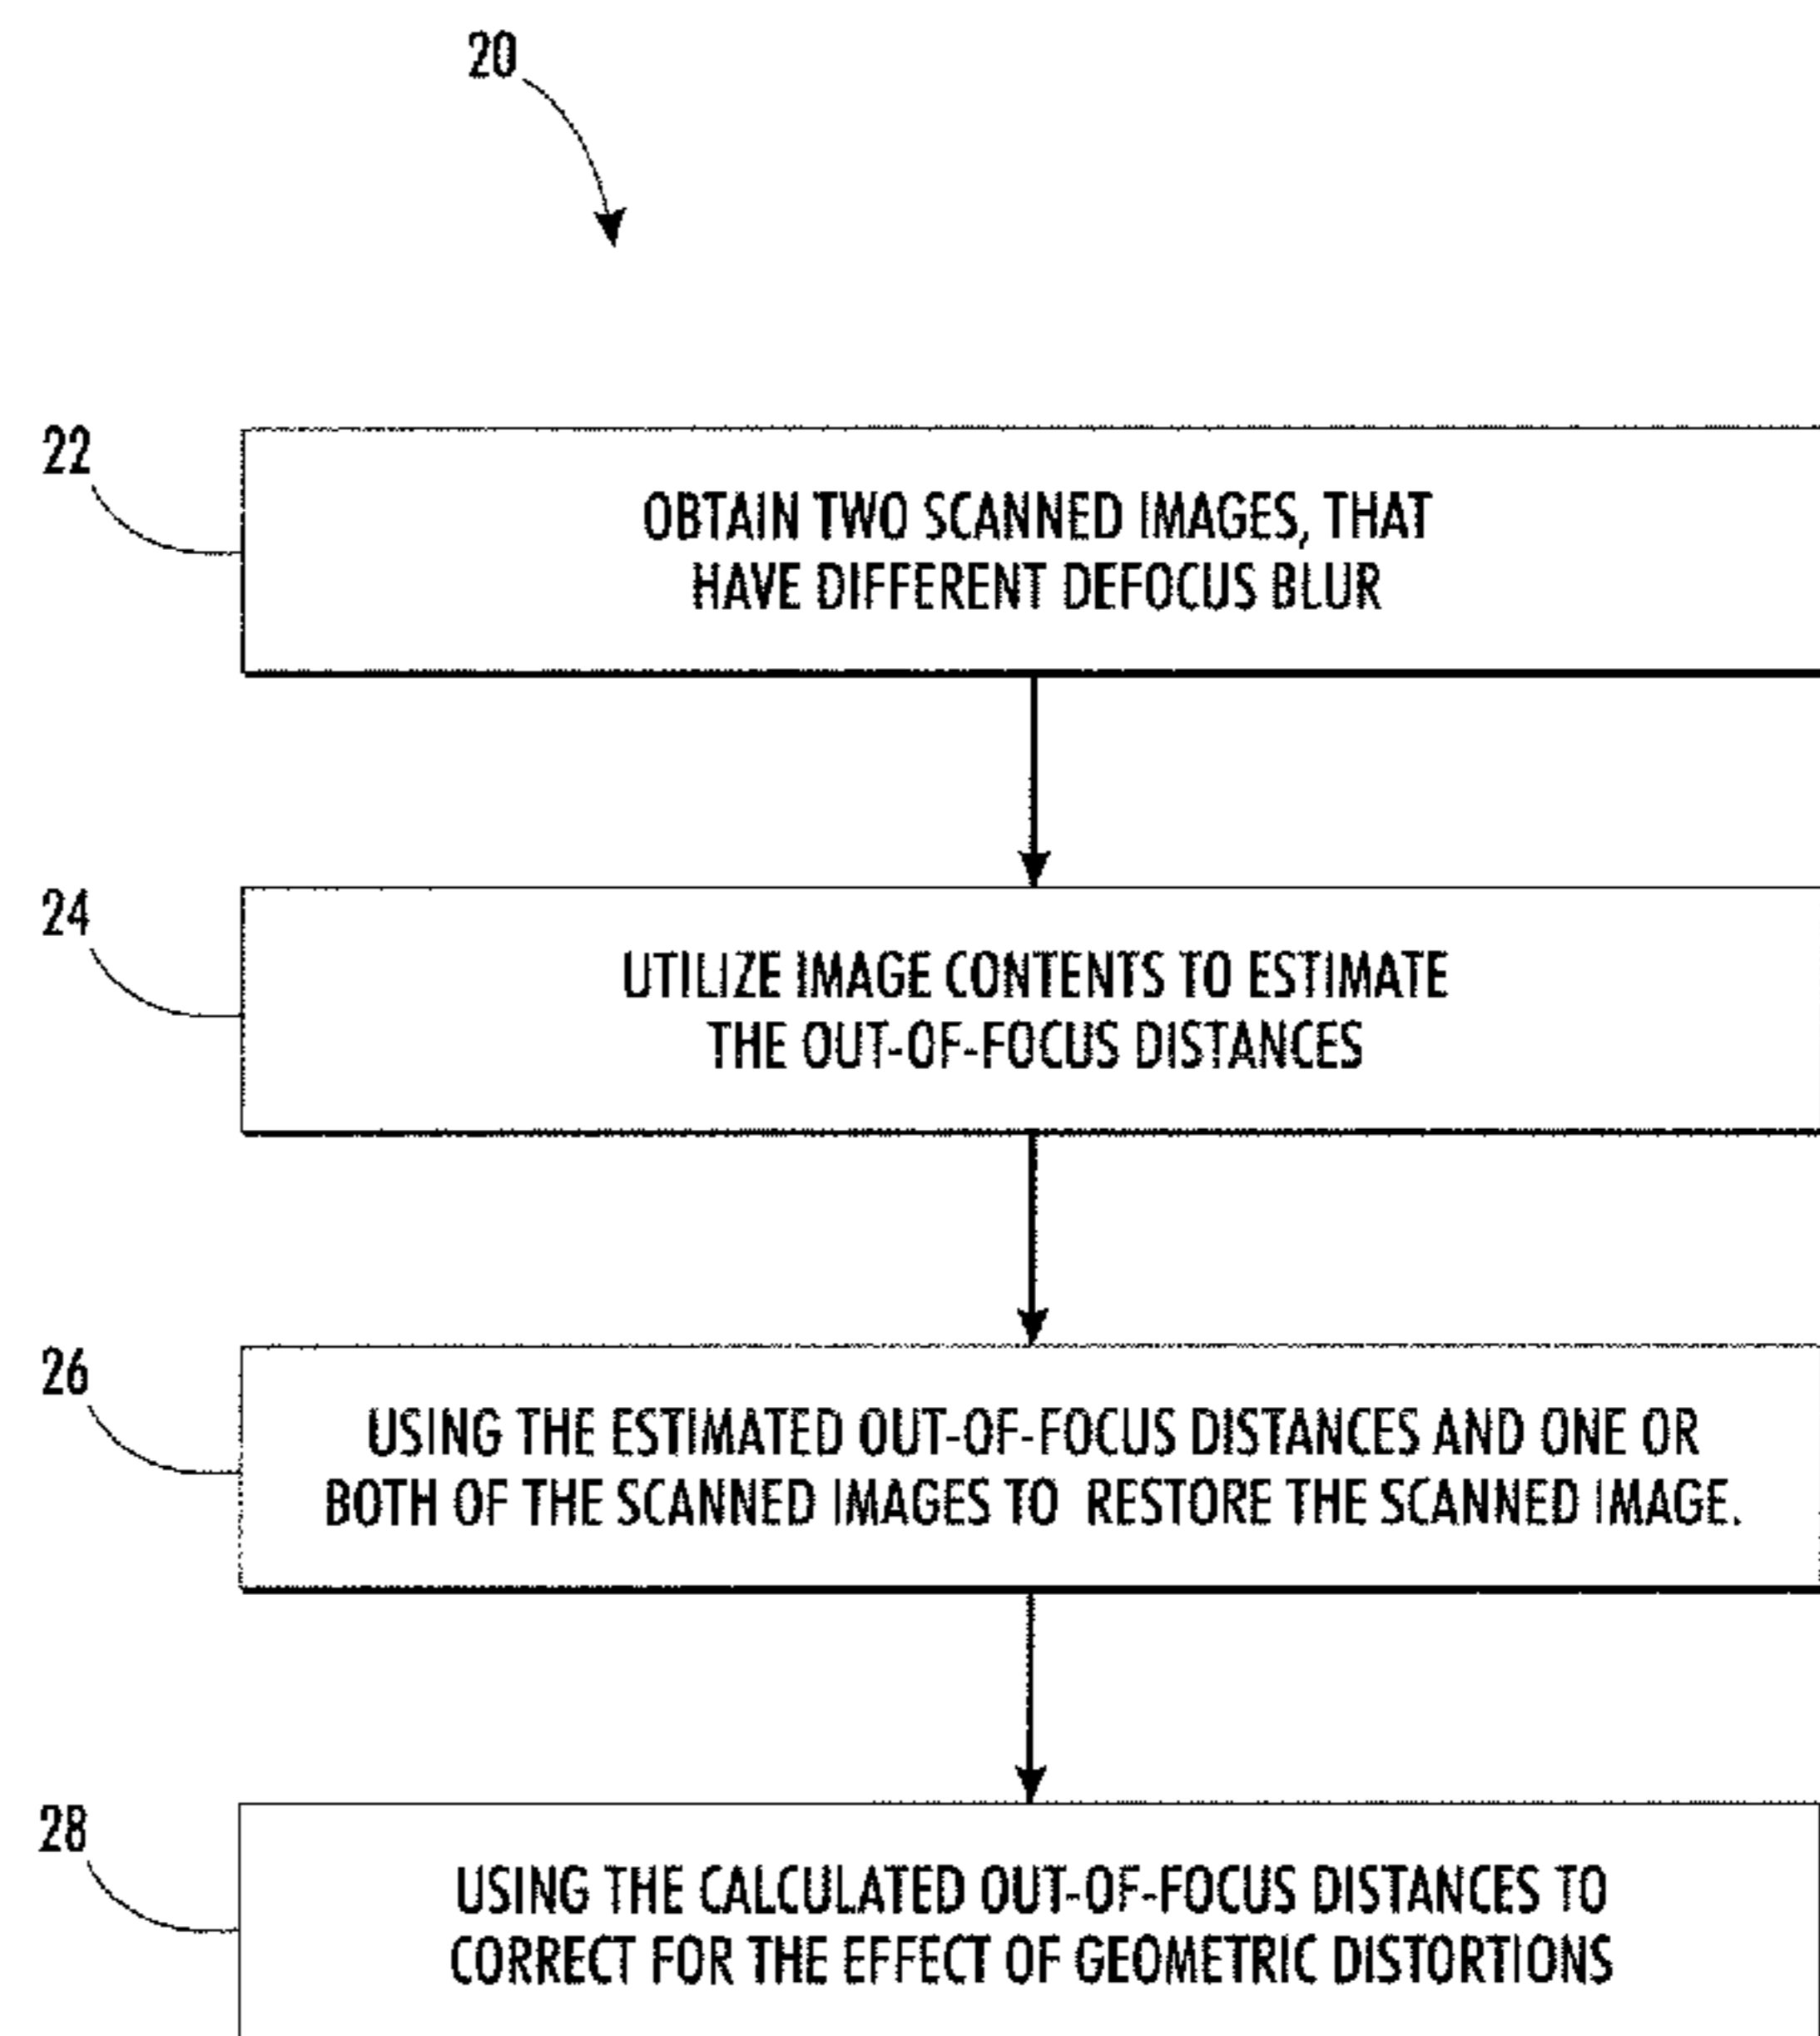 20
22
OBTAIN TWO SCANNED IMAGES, THAT
HAVE DIFFERENT DEFOCUS BLUR
24
UTILIZE IMAGE CONTENTS TO ESTIMATE
THE OUT-OF-FOCUS DISTANCES
26
USING THE ESTIMATED OUT-OF-FOCUS DISTANCES AND ONE OR
BOTH OF THE SCANNED IMAGES TO RESTORE THE SCANNED IMAGE.
28
USING THE CALCULATED OUT-OF-FOCUS DISTANCES TO
CORRECT FOR THE EFFECT OF GEOMETRIC DISTORTIONS